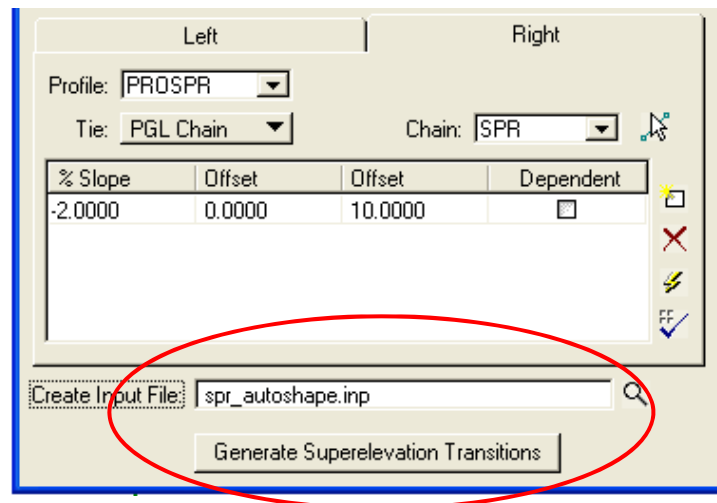 Left Right
Profile: PROSPR
Tie: PGL Chain Chain: SPR
% Slope Offset Offset Dependent
-2.0000 0.0000 10.0000
FF
Create Input File: spr_autoshape.inp
Generate Superelevation Transitions